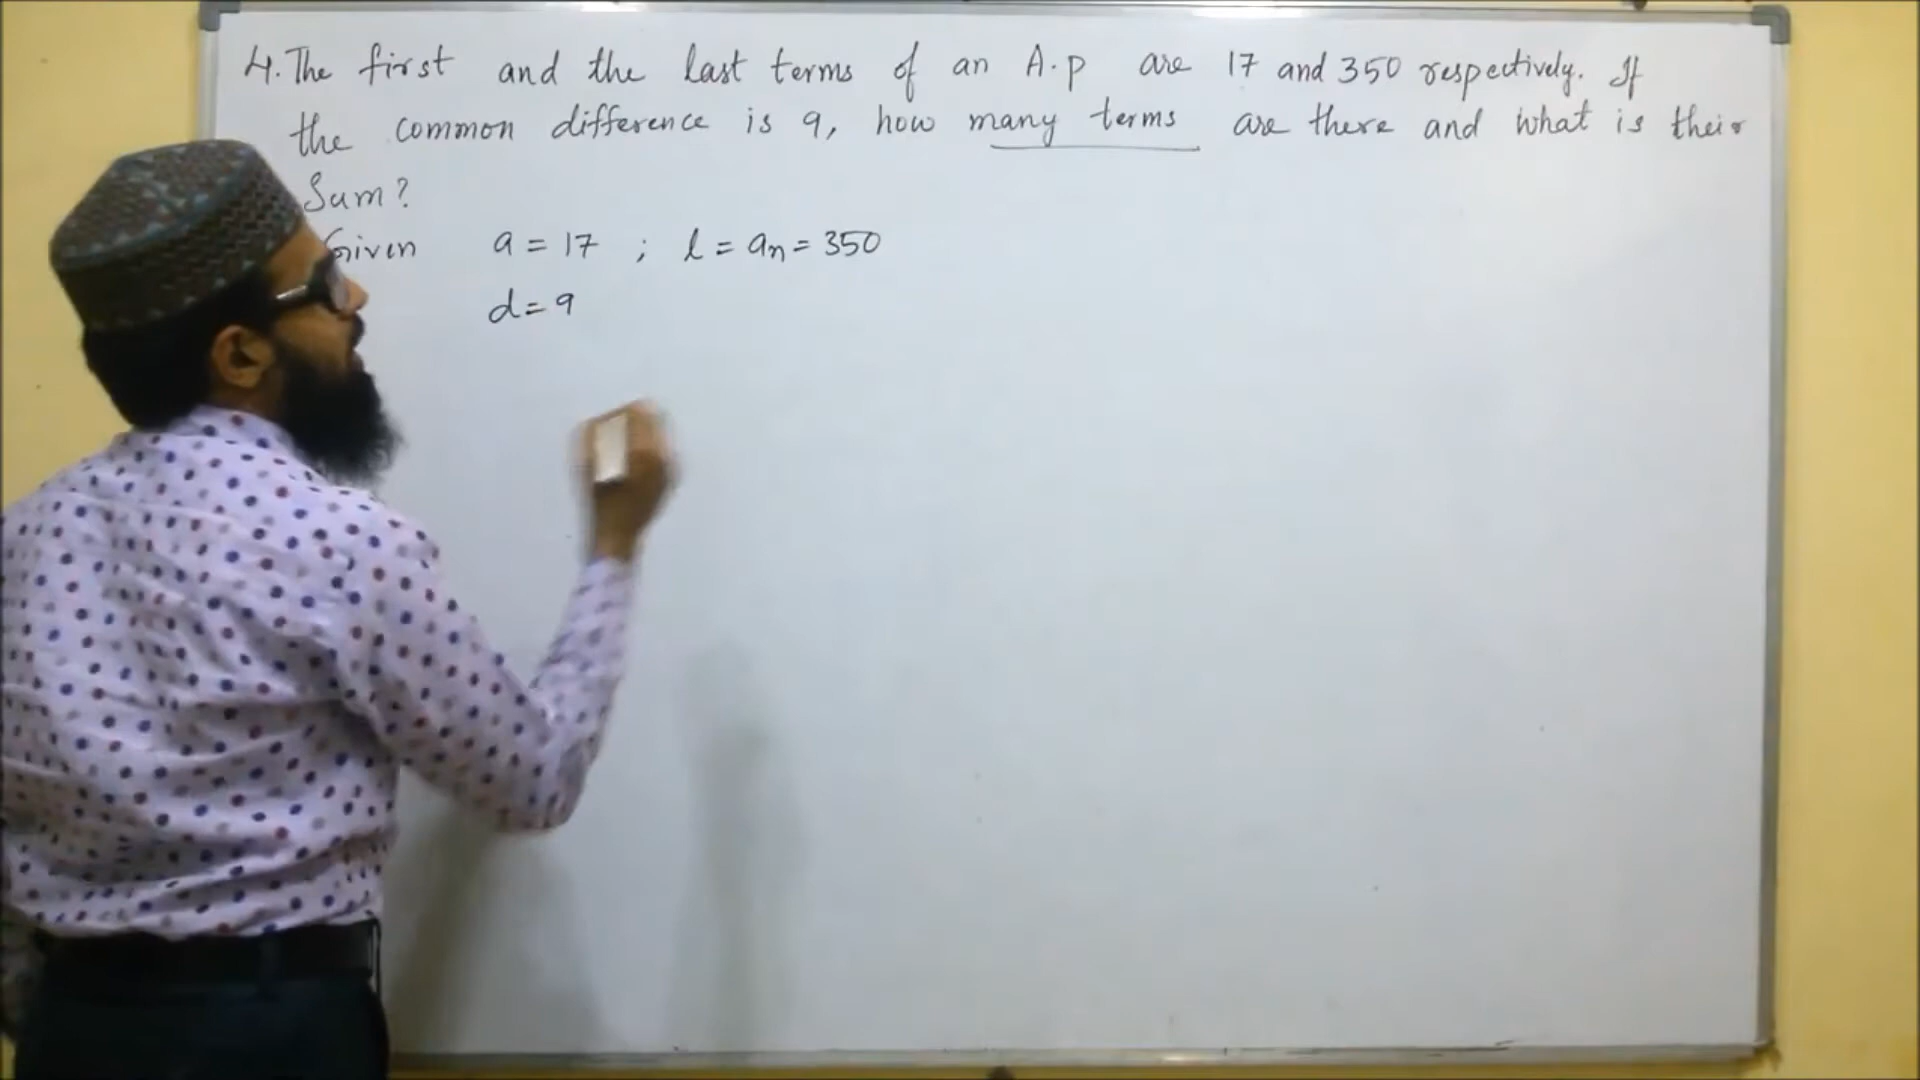 4. The first and the last terms of an A.p are 17 and 350 respectively. If
the common difference is 9, how many terms are there and what is their
Sum?
Given a = 17 ; l = an = 350
d = 9